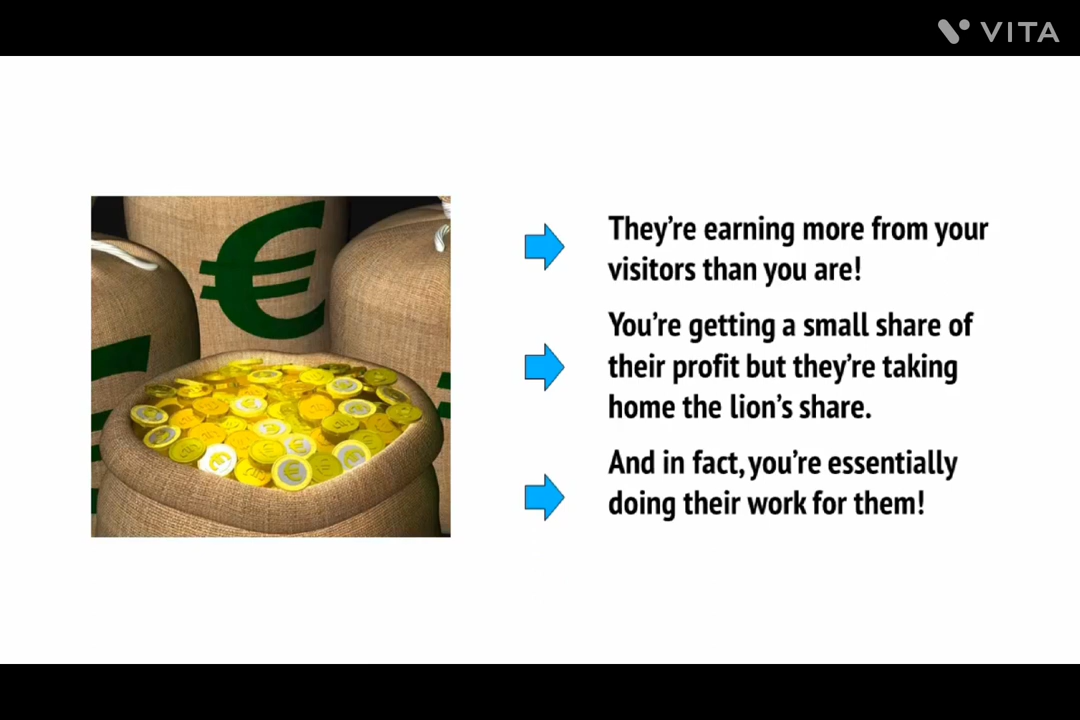 VITA
€
They're earning more from your
visitors than you are!
You're getting a small share of
their profit but they're taking
home the lion's share.
And in fact, you're essentially
doing their work for them!